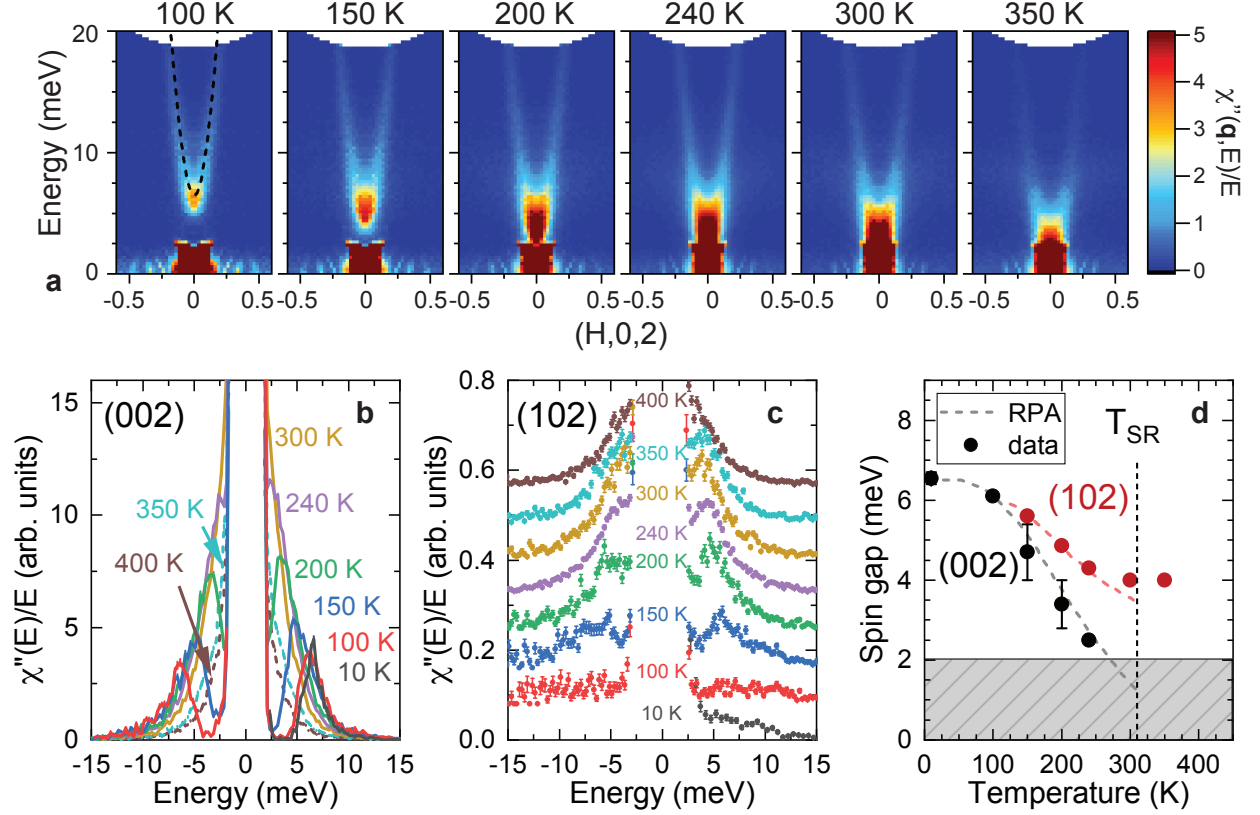 100 K 150 K 200 K 240 K 300 K 350 K
20
10
0
Energy (meV)
a
-0.5 0 0.5 -0.5 0 0.5 -0.5 0 0.5 -0.5 0 0.5 -0.5 0 0.5 -0.5 0 0.5
(H,0,2)
5
4
3
2
1
0
χ''(q,E)/E
(002)
b
15
10
5
0
χ''(E)/E (arb. units)
300 K
240 K
350 K
400 K
200 K
150 K
100 K
10 K
-15 -10 -5 0 5 10 15
Energy (meV)
(102)
c
0.8
0.6
0.4
0.2
0.0
χ''(E)/E (arb. units)
400 K
350 K
300 K
240 K
200 K
150 K
100 K
10 K
-15 -10 -5 0 5 10 15
Energy (meV)
d
RPA
data
TSR
(102)
(002)
8
6
4
2
0
Spin gap (meV)
0 100 200 300 400
Temperature (K)